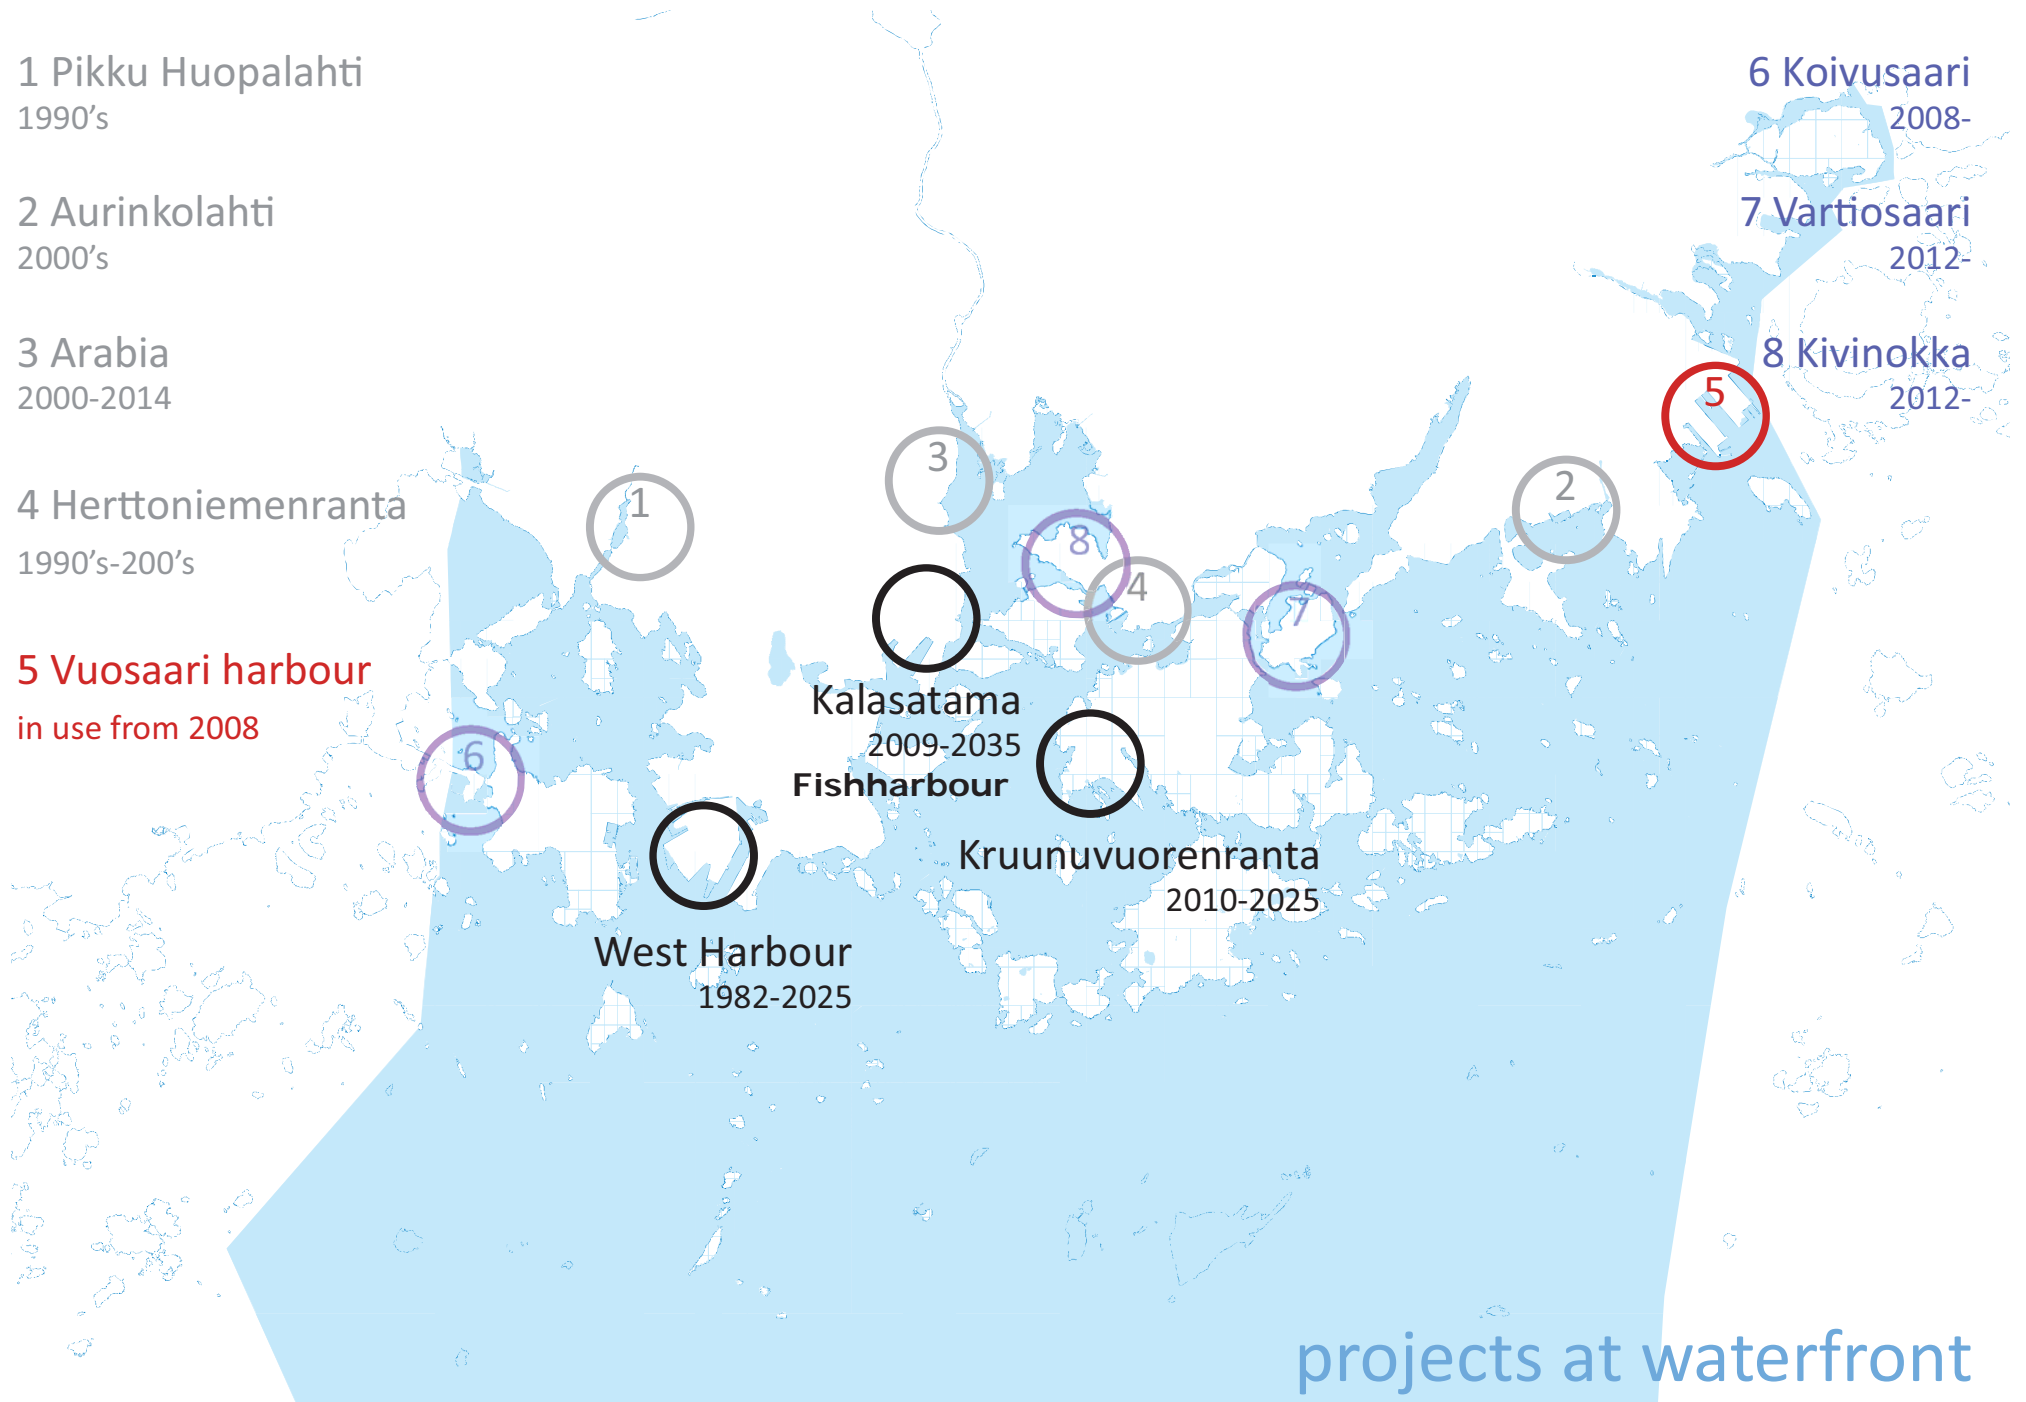 1 Pikku Huopalahti
1990’s
2 Aurinkolahti
2000’s
3 Arabia
2000-2014
4 Herttoniemenranta
1990’s-200’s
5 Vuosaari harbour
in use from 2008
6 Koivusaari
2008-
7 Vartiosaari
2012-
8 Kivinokka
2012-
5
3
2
1
8
4
7
6
Kalasatama
2009-2035
Fishharbour
Kruunuvuorenranta
2010-2025
West Harbour
1982-2025
projects at waterfront